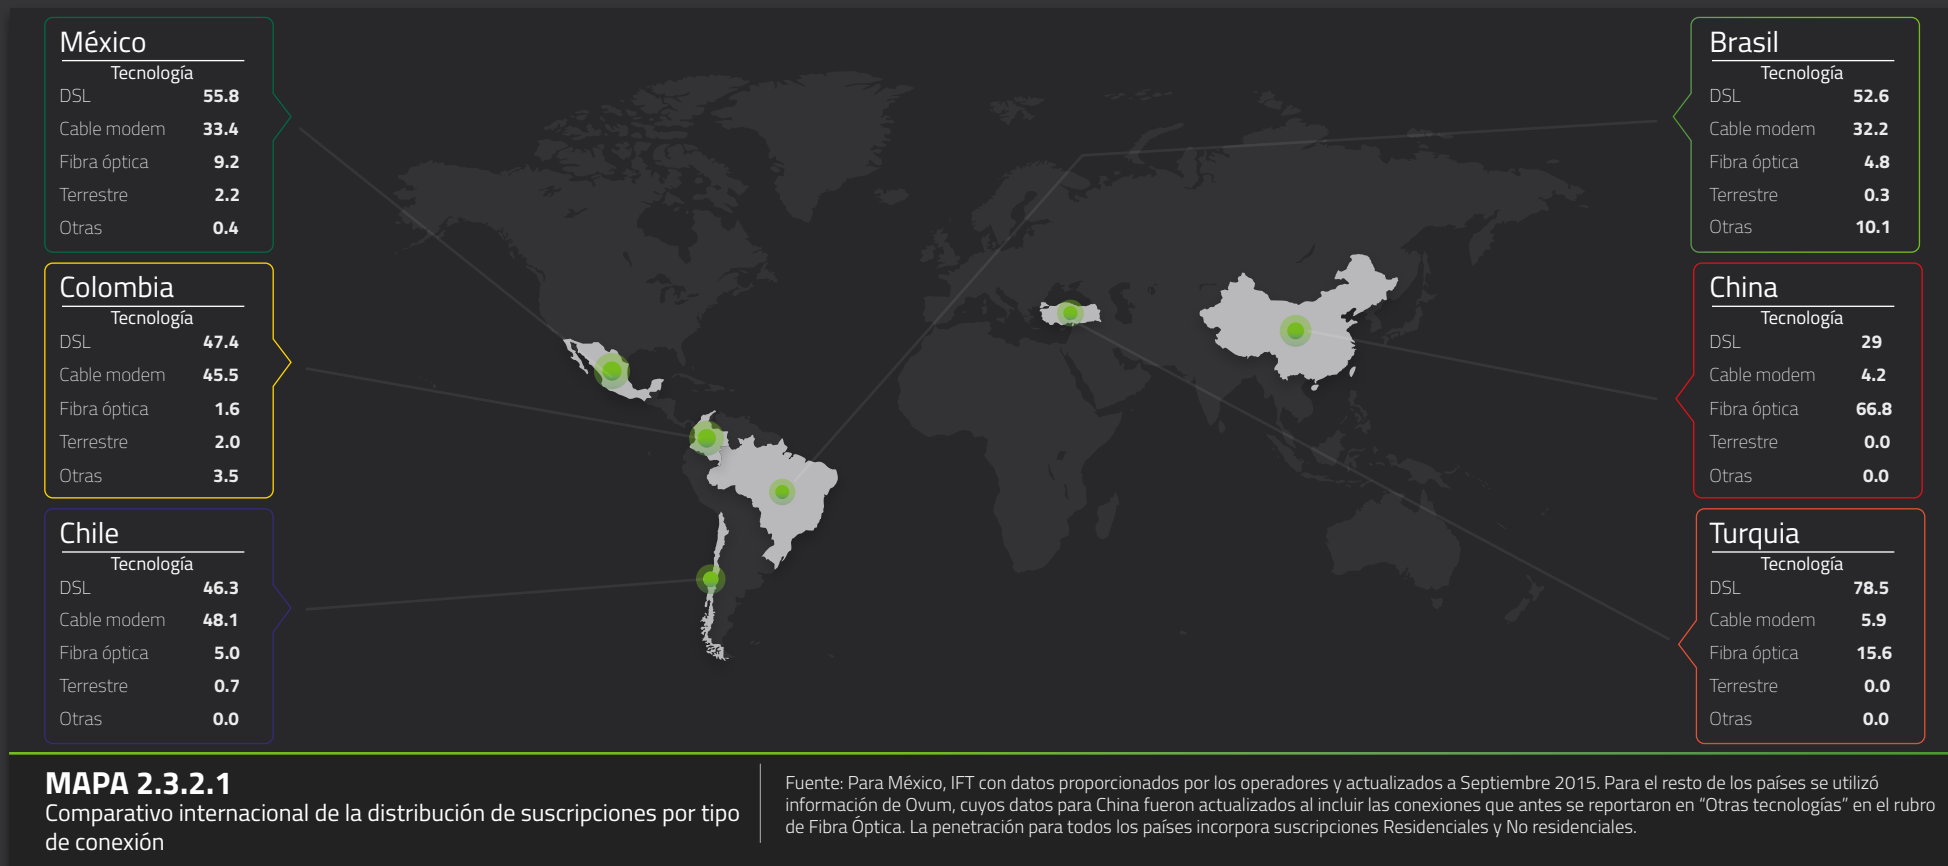 México
Tecnología
DSL 55.8
Cable modem 33.4
Fibra óptica 9.2
Terrestre 2.2
Otras 0.4
Colombia
Tecnología
DSL 47.4
Cable modem 45.5
Fibra óptica 1.6
Terrestre 2.0
Otras 3.5
Chile
Tecnología
DSL 46.3
Cable modem 48.1
Fibra óptica 5.0
Terrestre 0.7
Otras 0.0
Brasil
Tecnología
DSL 52.6
Cable modem 32.2
Fibra óptica 4.8
Terrestre 0.3
Otras 10.1
China
Tecnología
DSL 29
Cable modem 4.2
Fibra óptica 66.8
Terrestre 0.0
Otras 0.0
Turquia
Tecnología
DSL 78.5
Cable modem 5.9
Fibra óptica 15.6
Terrestre 0.0
Otras 0.0
MAPA 2.3.2.1
Comparativo internacional de la distribución de suscripciones por tipo
de conexión
Fuente: Para México, IFT con datos proporcionados por los operadores y actualizados a Septiembre 2015. Para el resto de los países se utilizó
información de Ovum, cuyos datos para China fueron actualizados al incluir las conexiones que antes se reportaron en “Otras tecnologías” en el rubro
de Fibra Óptica. La penetración para todos los países incorpora suscripciones Residenciales y No residenciales.